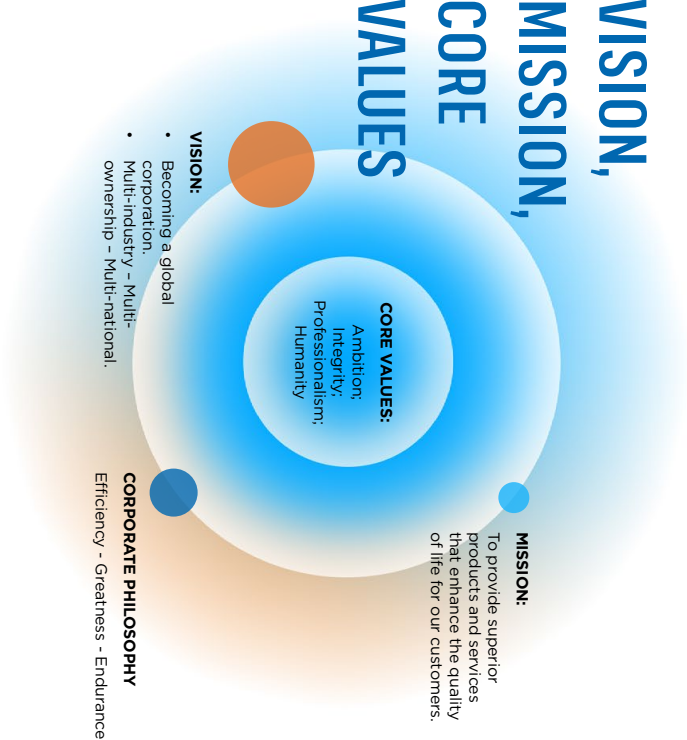 VISION,
MISSION,
CORE
VALUES
MISSION:
To provide superior
products and services
that enhance the quality
of life for our customers.
CORE VALUES:
Ambition;
Integrity;
Professionalism;
Humanity
VISION:
• Becoming a global
corporation.
• Multi-industry – Multi-
ownership – Multi-national.
CORPORATE PHILOSOPHY
Efficiency - Greatness - Endurance